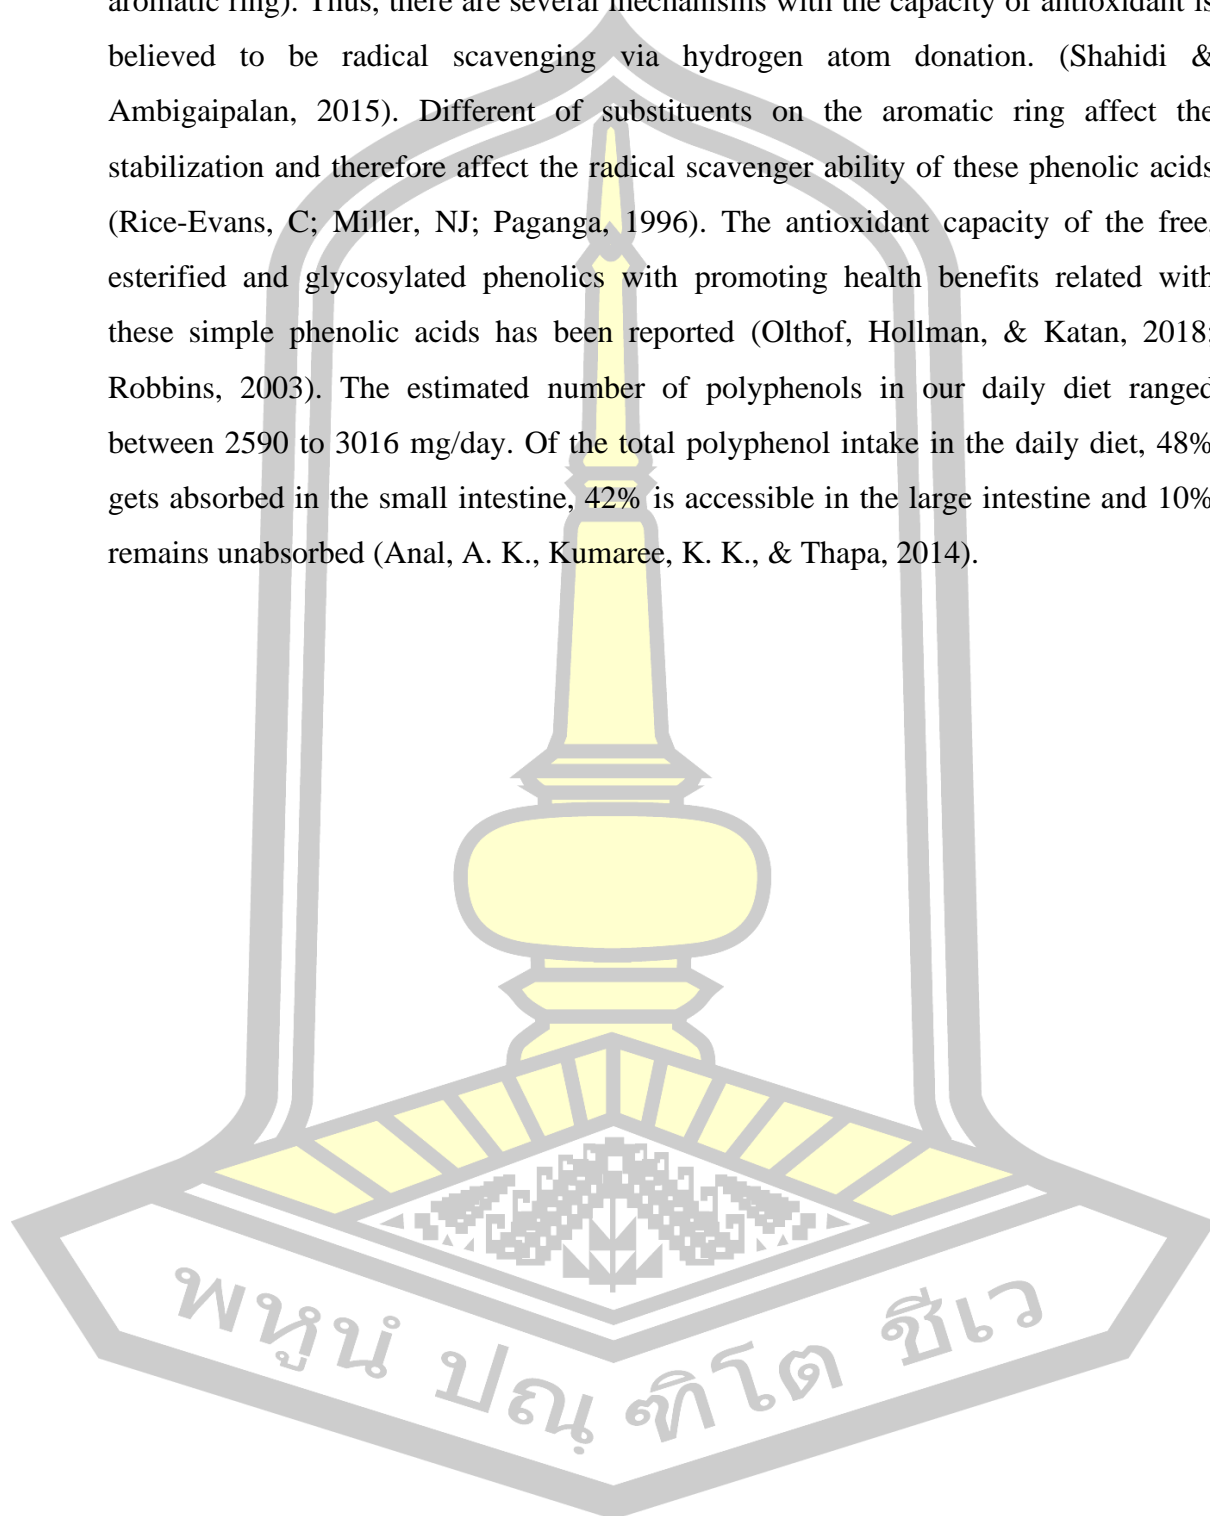 aromatic ring). Thus, there are several mechanisms with the capacity of antioxidant is
believed to be radical scavenging via hydrogen atom donation. (Shahidi &
Ambigaipalan, 2015). Different of substituents on the aromatic ring affect the
stabilization and therefore affect the radical scavenger ability of these phenolic acids
(Rice-Evans, C; Miller, NJ; Paganga, 1996). The antioxidant capacity of the free,
esterified and glycosylated phenolics with promoting health benefits related with
these simple phenolic acids has been reported (Olthof, Hollman, & Katan, 2018;
Robbins, 2003). The estimated number of polyphenols in our daily diet ranged
between 2590 to 3016 mg/day. Of the total polyphenol intake in the daily diet, 48%
gets absorbed in the small intestine, 42% is accessible in the large intestine and 10%
remains unabsorbed (Anal, A. K., Kumaree, K. K., & Thapa, 2014).
พหูนํ ปณฺ ฑิโต ชีเว